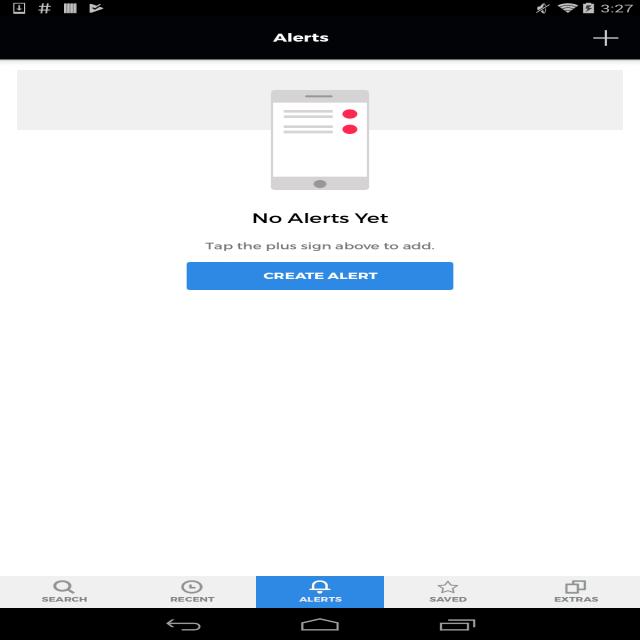 3:27
Alerts
No Alerts Yet
Tap the plus sign above to add.
CREATE ALERT
SEARCH
RECENT
ALERTS
SAVED
EXTRAS